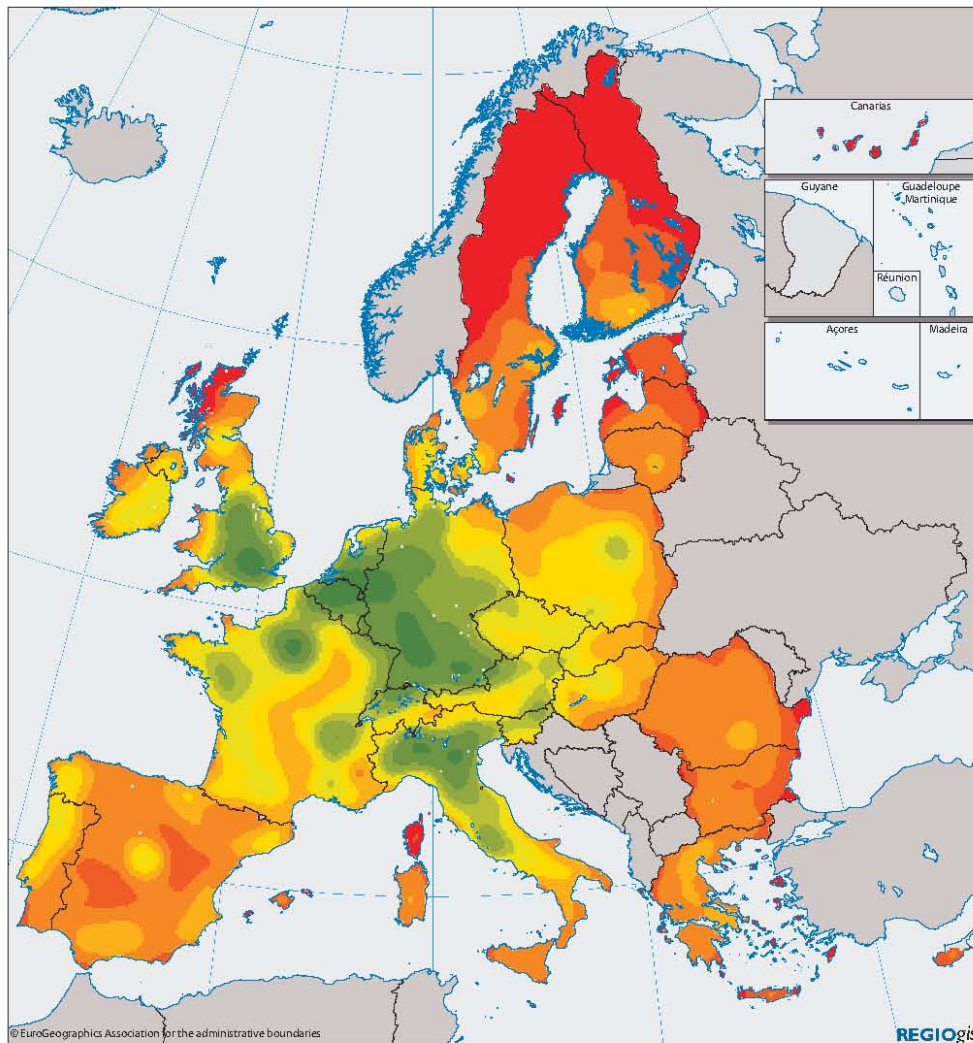 Canarias
Guyane
Guadeloupe
Martinique
Réunion
Açores
Madeira
© EuroGeographics Association for the administrative boundaries
REGIOgis